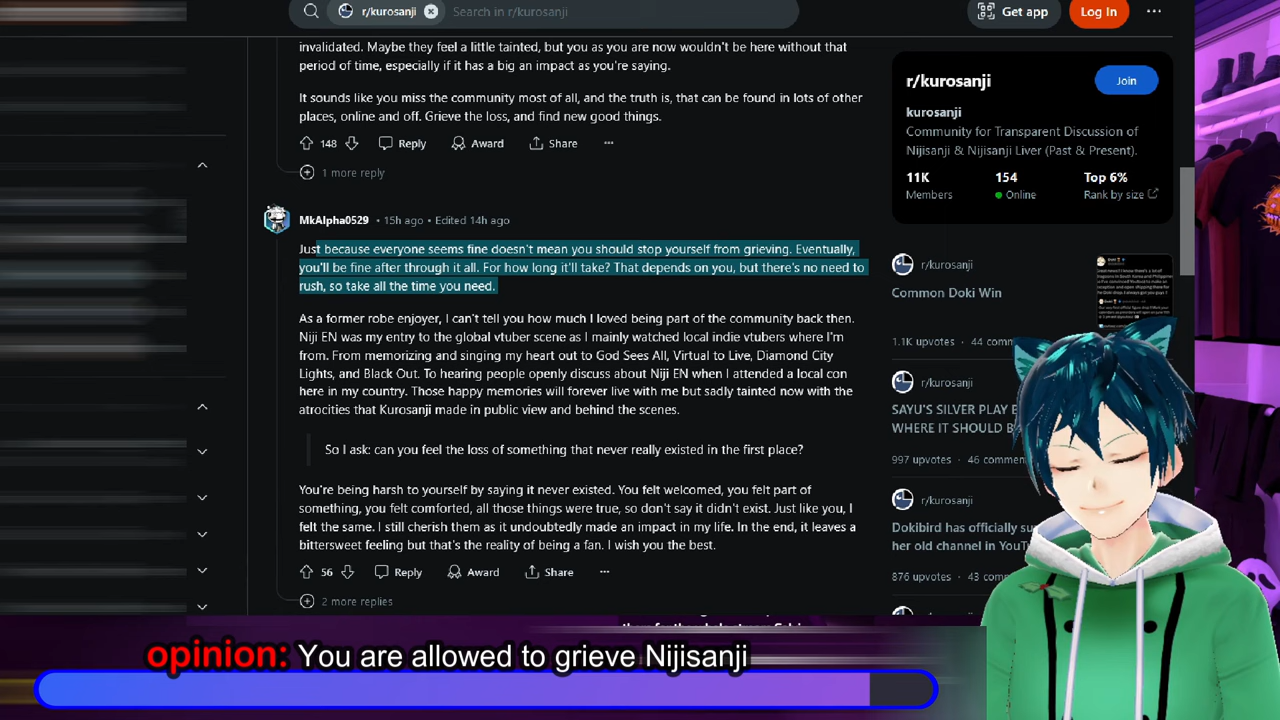 r/kurosanji
Search in r/kurosanji
Get app
Log In
invalidated. Maybe they feel a little tainted, but you as you are now wouldn't be here without that
period of time, especially if it has a big an impact as you're saying.
It sounds like you miss the community most of all, and the truth is, that can be found in lots of other
places, online and off. Grieve the loss, and find new good things.
148 Reply Award Share
1 more reply
MkAlpha0529 • 15h ago • Edited 14h ago
Just because everyone seems fine doesn't mean you should stop yourself from grieving. Eventually,
you'll be fine after through it all. For how long it'll take? That depends on you, but there's no need to
rush, so take all the time you need.
As a former robe enjoyer, I can't tell you how much I loved being part of the community back then.
Niji EN was my entry to the global vtuber scene as I mainly watched local indie vtubers where I'm
from. From memorizing and singing my heart out to God Sees All, Virtual to Live, Diamond City
Lights, and Black Out. To hearing people openly discuss about Niji EN when I attended a local con
here in my country. Those happy memories will forever live with me but sadly tainted now with the
atrocities that Kurosanji made in public view and behind the scenes.
So I ask: can you feel the loss of something that never really existed in the first place?
You're being harsh to yourself by saying it never existed. You felt welcomed, you felt part of
something, you felt comforted, all those things were true, so don't say it didn't exist. Just like you, I
felt the same. I still cherish them as it undoubtedly made an impact in my life. In the end, it leaves a
bittersweet feeling but that's the reality of being a fan. I wish you the best.
56 Reply Award Share
2 more replies
r/kurosanji
Join
kurosanji
Community for Transparent Discussion of
Nijisanji & Nijisanji Liver (Past & Present).
11K 154 Top 6%
Members Online Rank by size
r/kurosanji
Common Doki Win
1.1K upvotes • 44
r/kurosanji
SAYU'S SILVER PLAY
WHERE IT SHOULD
997 upvotes • 46
r/kurosanji
Dokibird has officially
her old channel in
876 upvotes • 43
opinion: You are allowed to grieve Nijisanji